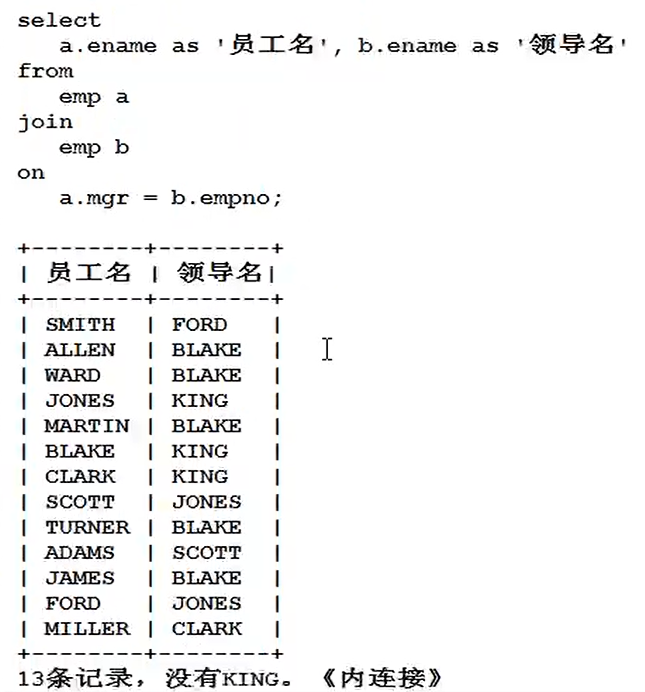 select
   a.ename as '员工名', b.ename as '领导名'
from
   emp a
join
   emp b
on
   a.mgr = b.empno;
+--------+--------+
| 员工名 | 领导名|
+--------+--------+
| SMITH  | FORD   |
| ALLEN  | BLAKE  |
| WARD   | BLAKE  |
| JONES  | KING   |
| MARTIN | BLAKE  |
| BLAKE  | KING   |
| CLARK  | KING   |
| SCOTT  | JONES  |
| TURNER | BLAKE  |
| ADAMS  | SCOTT  |
| JAMES  | BLAKE  |
| FORD   | JONES  |
| MILLER | CLARK  |
+--------+--------+
13条记录，没有KING。《内连接》